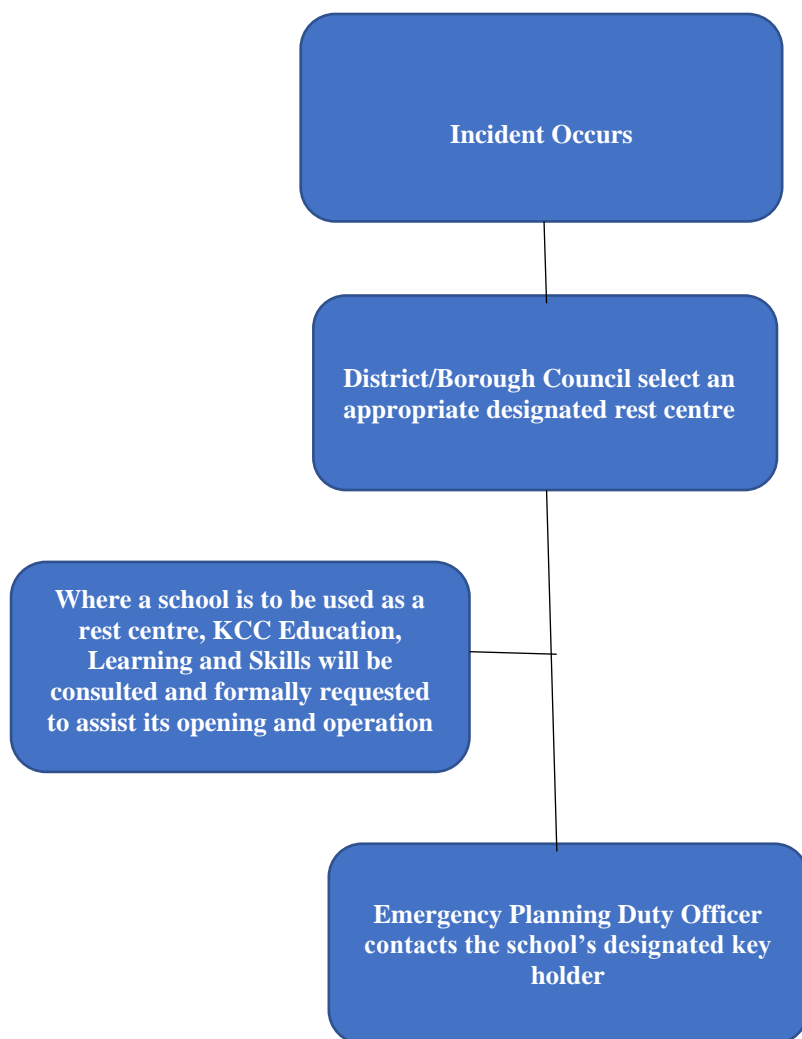 Incident Occurs
District/Borough Council select an
appropriate designated rest centre
Where a school is to be used as a
rest centre, KCC Education,
Learning and Skills will be
consulted and formally requested
to assist its opening and operation
Emergency Planning Duty Officer
contacts the school’s designated key
holder